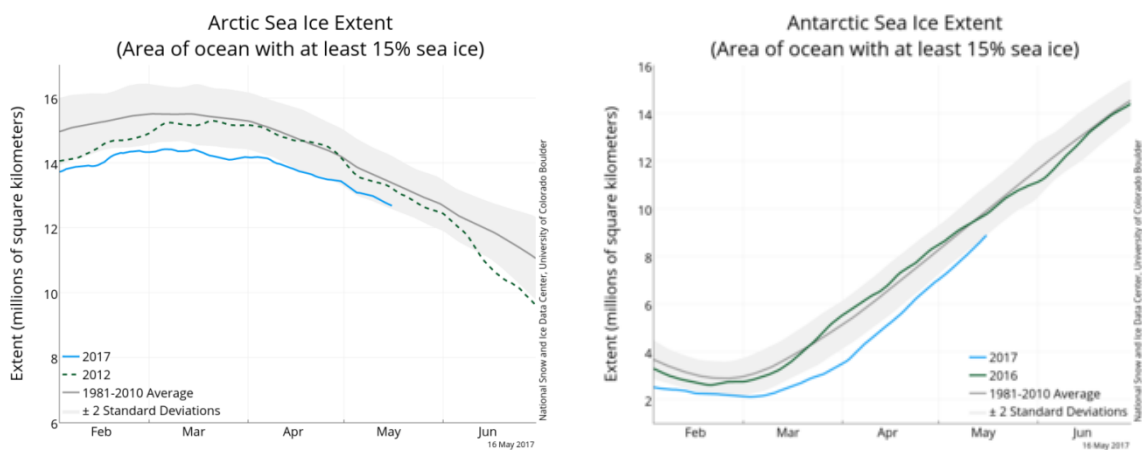 Arctic Sea Ice Extent
(Area of ocean with at least 15% sea ice)
Extent (millions of square kilometers)
16
14
12
10
8
6
2017
2012
1981-2010 Average
± 2 Standard Deviations
Feb Mar Apr May Jun
16 May 2017
National Snow and Ice Data Center, University of Colorado Boulder
Antarctic Sea Ice Extent
(Area of ocean with at least 15% sea ice)
Extent (millions of square kilometers)
16
14
12
10
8
6
4
2
2017
2016
1981-2010 Average
± 2 Standard Deviations
Feb Mar Apr May Jun
16 May 2017
National Snow and Ice Data Center, University of Colorado Boulder